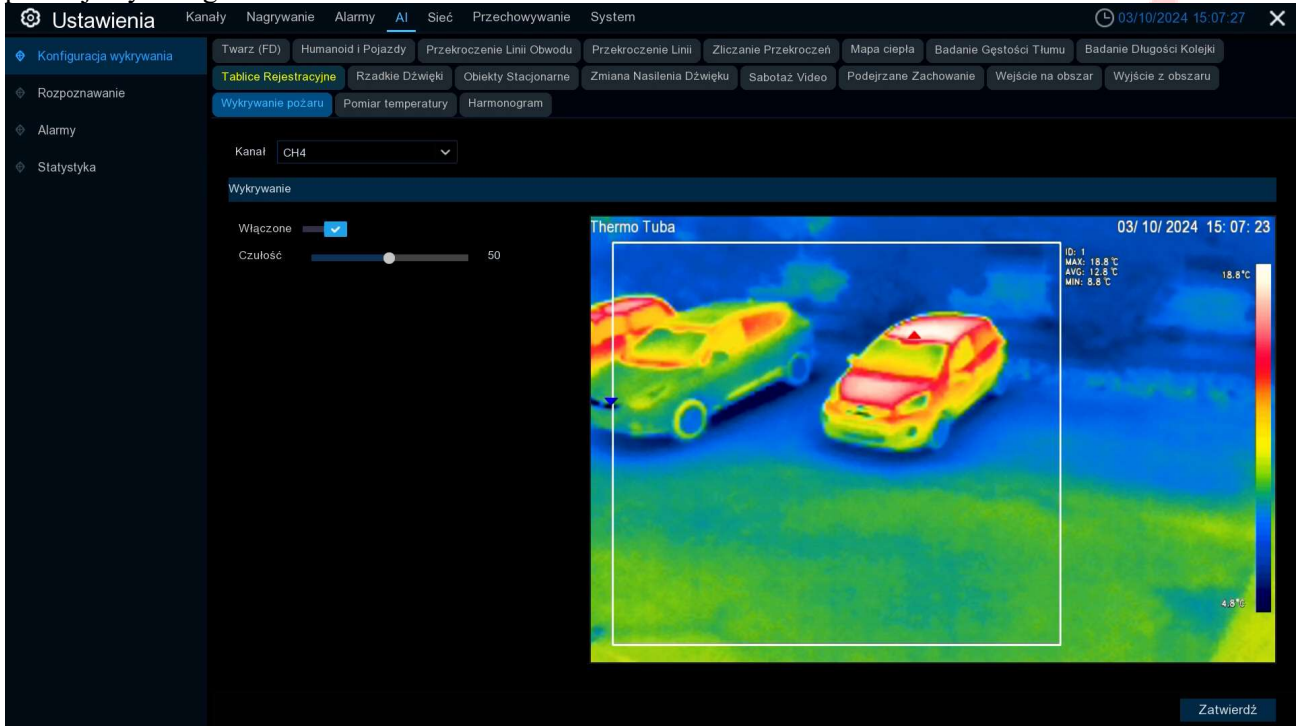 Ustawienia Kanały Nagrywanie Alarmy AI Sieć Przechowywanie System 03/10/2024 15:07:27
Konfiguracja wykrywania
Rozpoznawanie
Alarmy
Statystyka
Twarz (FD) Humanoid i Pojazdy Przekroczenie Linii Obwodu Przekroczenie Linii Zliczanie Przekroczeń Mapa ciepła Badanie Gęstości Tłumu Badanie Długości Kolejki
Tablice Rejestracyjne Rzadkie Dźwięki Obiekty Stacjonarne Zmiana Nasilenia Dźwięku Sabotaż Video Podejrzane Zachowanie Wejście na obszar Wyjście z obszaru
Wykrywanie pożaru Pomiar temperatury Harmonogram
Kanał CH4
Wykrywanie
Włączone
Czułość 50
Thermo Tuba 03/ 10/ 2024 15: 07: 23
ID: 1
MAX: 18.8 ℃
AVG: 12.8 ℃
MIN: 8.8 ℃
18.8°C
4.8°C
Zatwierdź